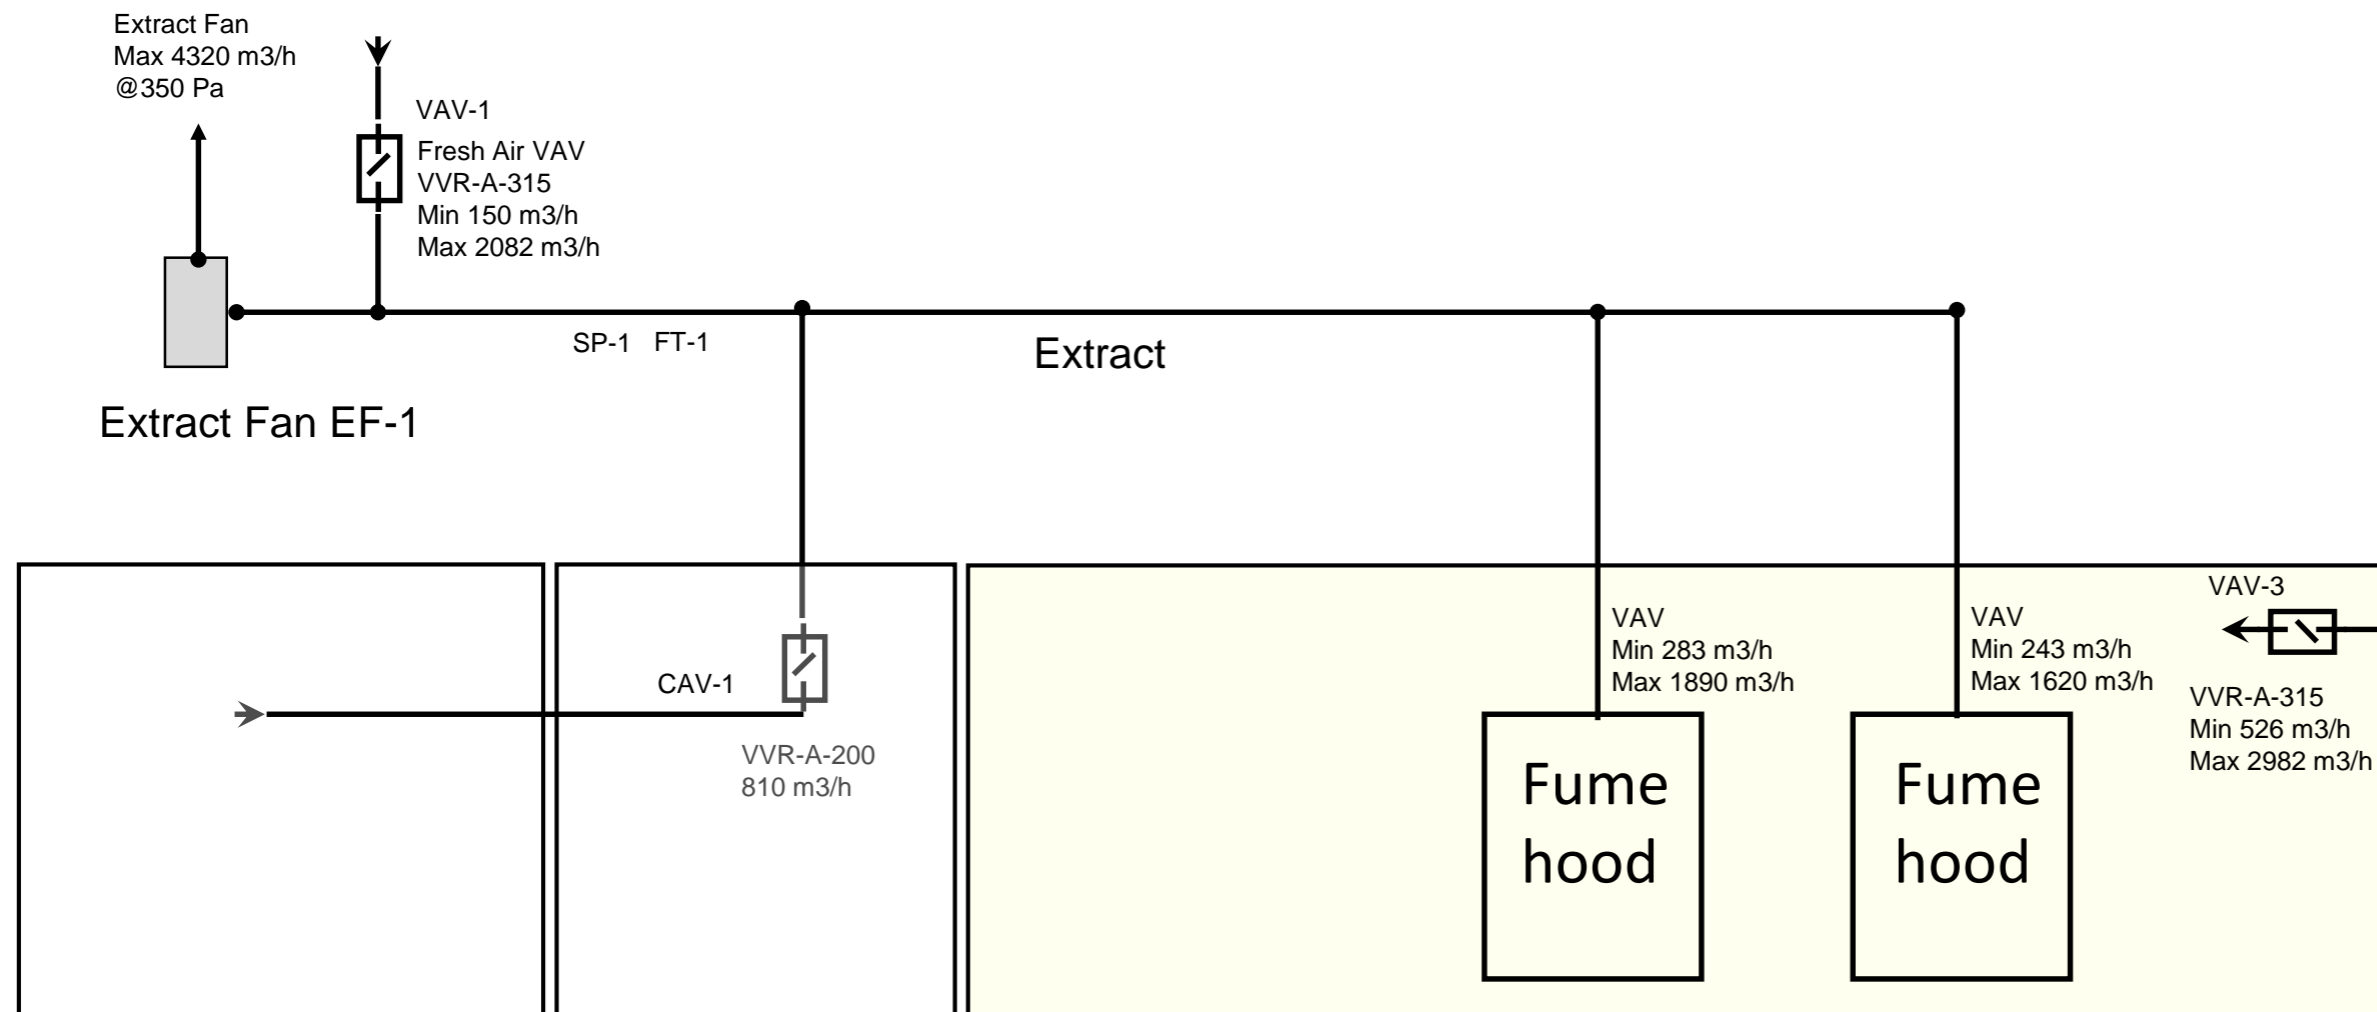 Extract Fan
Max 4320 m3/h
@350 Pa
VAV-1
Fresh Air VAV
VVR-A-315
Min 150 m3/h
Max 2082 m3/h
SP-1 FT-1
Extract
Extract Fan EF-1
CAV-1
VVR-A-200
810 m3/h
VAV
Min 283 m3/h
Max 1890 m3/h
Fume
hood
VAV
Min 243 m3/h
Max 1620 m3/h
Fume
hood
VAV-3
VVR-A-315
Min 526 m3/h
Max 2982 m3/h